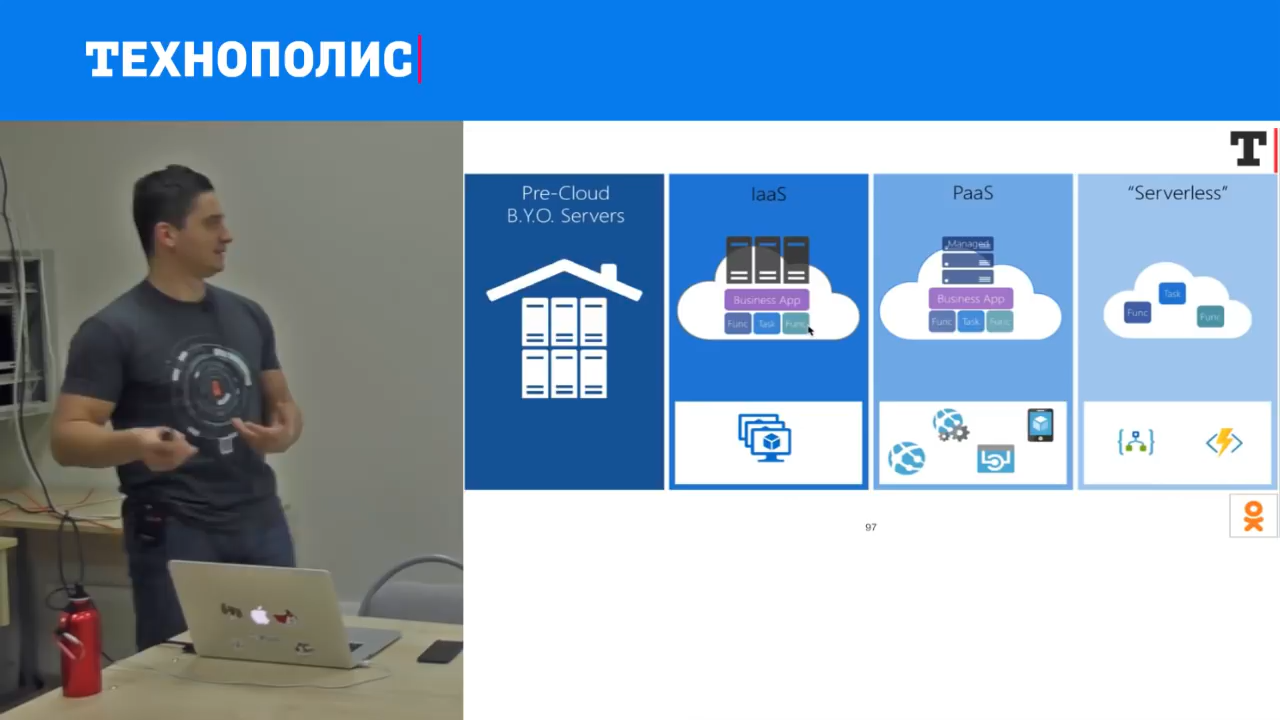 ТЕХНОПОЛИС
T
Pre-Cloud
B.Y.O. Servers
IaaS
Business App
Func Task Func
PaaS
Managed
Business App
Func Task Func
“Serverless”
Task
Func
Func
97